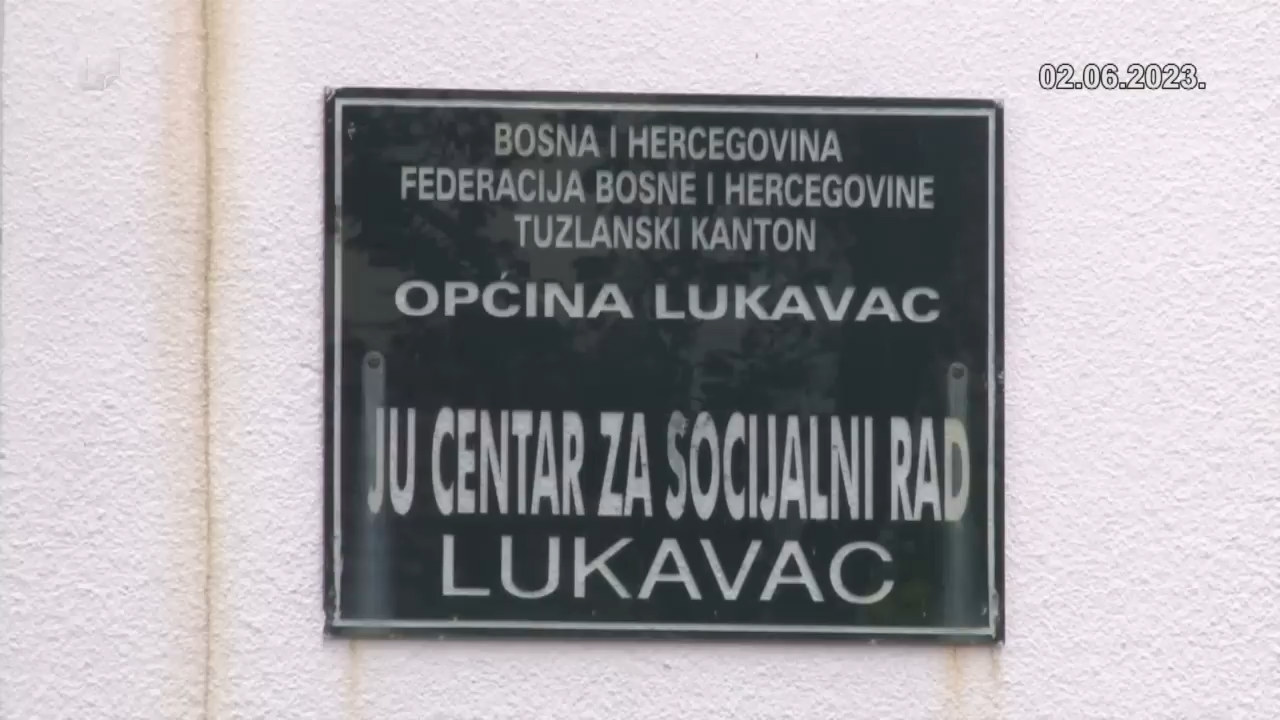 02.06.2023.
BOSNA I HERCEGOVINA
FEDERACIJA BOSNE I HERCEGOVINE
TUZLANSKI KANTON
OPĆINA LUKAVAC
JU CENTAR ZA SOCIJALNI RAD
LUKAVAC